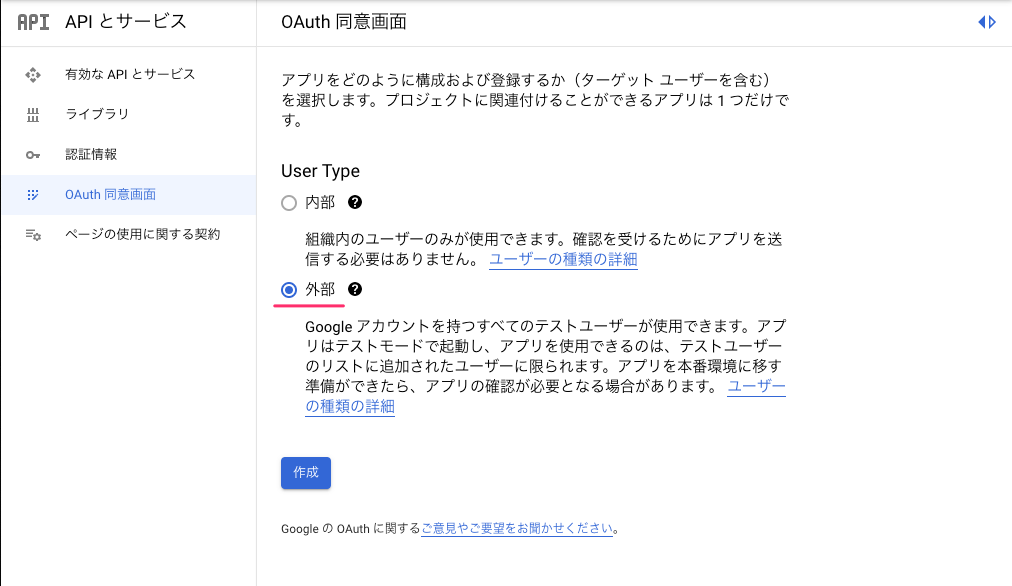 API API とサービス
OAuth 同意画面
有効な API とサービス
ライブラリ
認証情報
OAuth 同意画面
ページの使用に関する契約
アプリをどのように構成および登録するか（ターゲット ユーザーを含む）
を選択します。プロジェクトに関連付けることができるアプリは 1 つだけで
す。
User Type
内部 ?
組織内のユーザーのみが使用できます。確認を受けるためにアプリを送
信する必要はありません。 ユーザーの種類の詳細
外部 ?
Google アカウントを持つすべてのテストユーザーが使用できます。アプ
リはテストモードで起動し、アプリを使用できるのは、テストユーザー
のリストに追加されたユーザーに限られます。アプリを本番環境に移す
準備ができたら、アプリの確認が必要となる場合があります。 ユーザー
の種類の詳細
作成
Google の OAuth に関するご意見やご要望をお聞かせください。